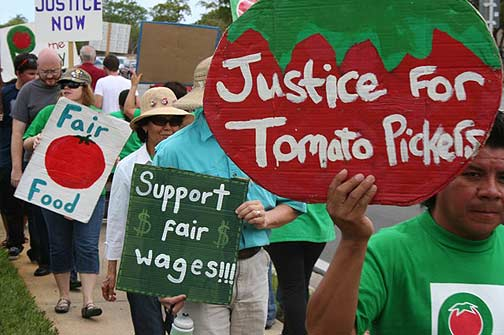 JUSTICE
NOW
Fair
Food
Support
$ fair $
wages!!!
Justice For
Tomato Pickers